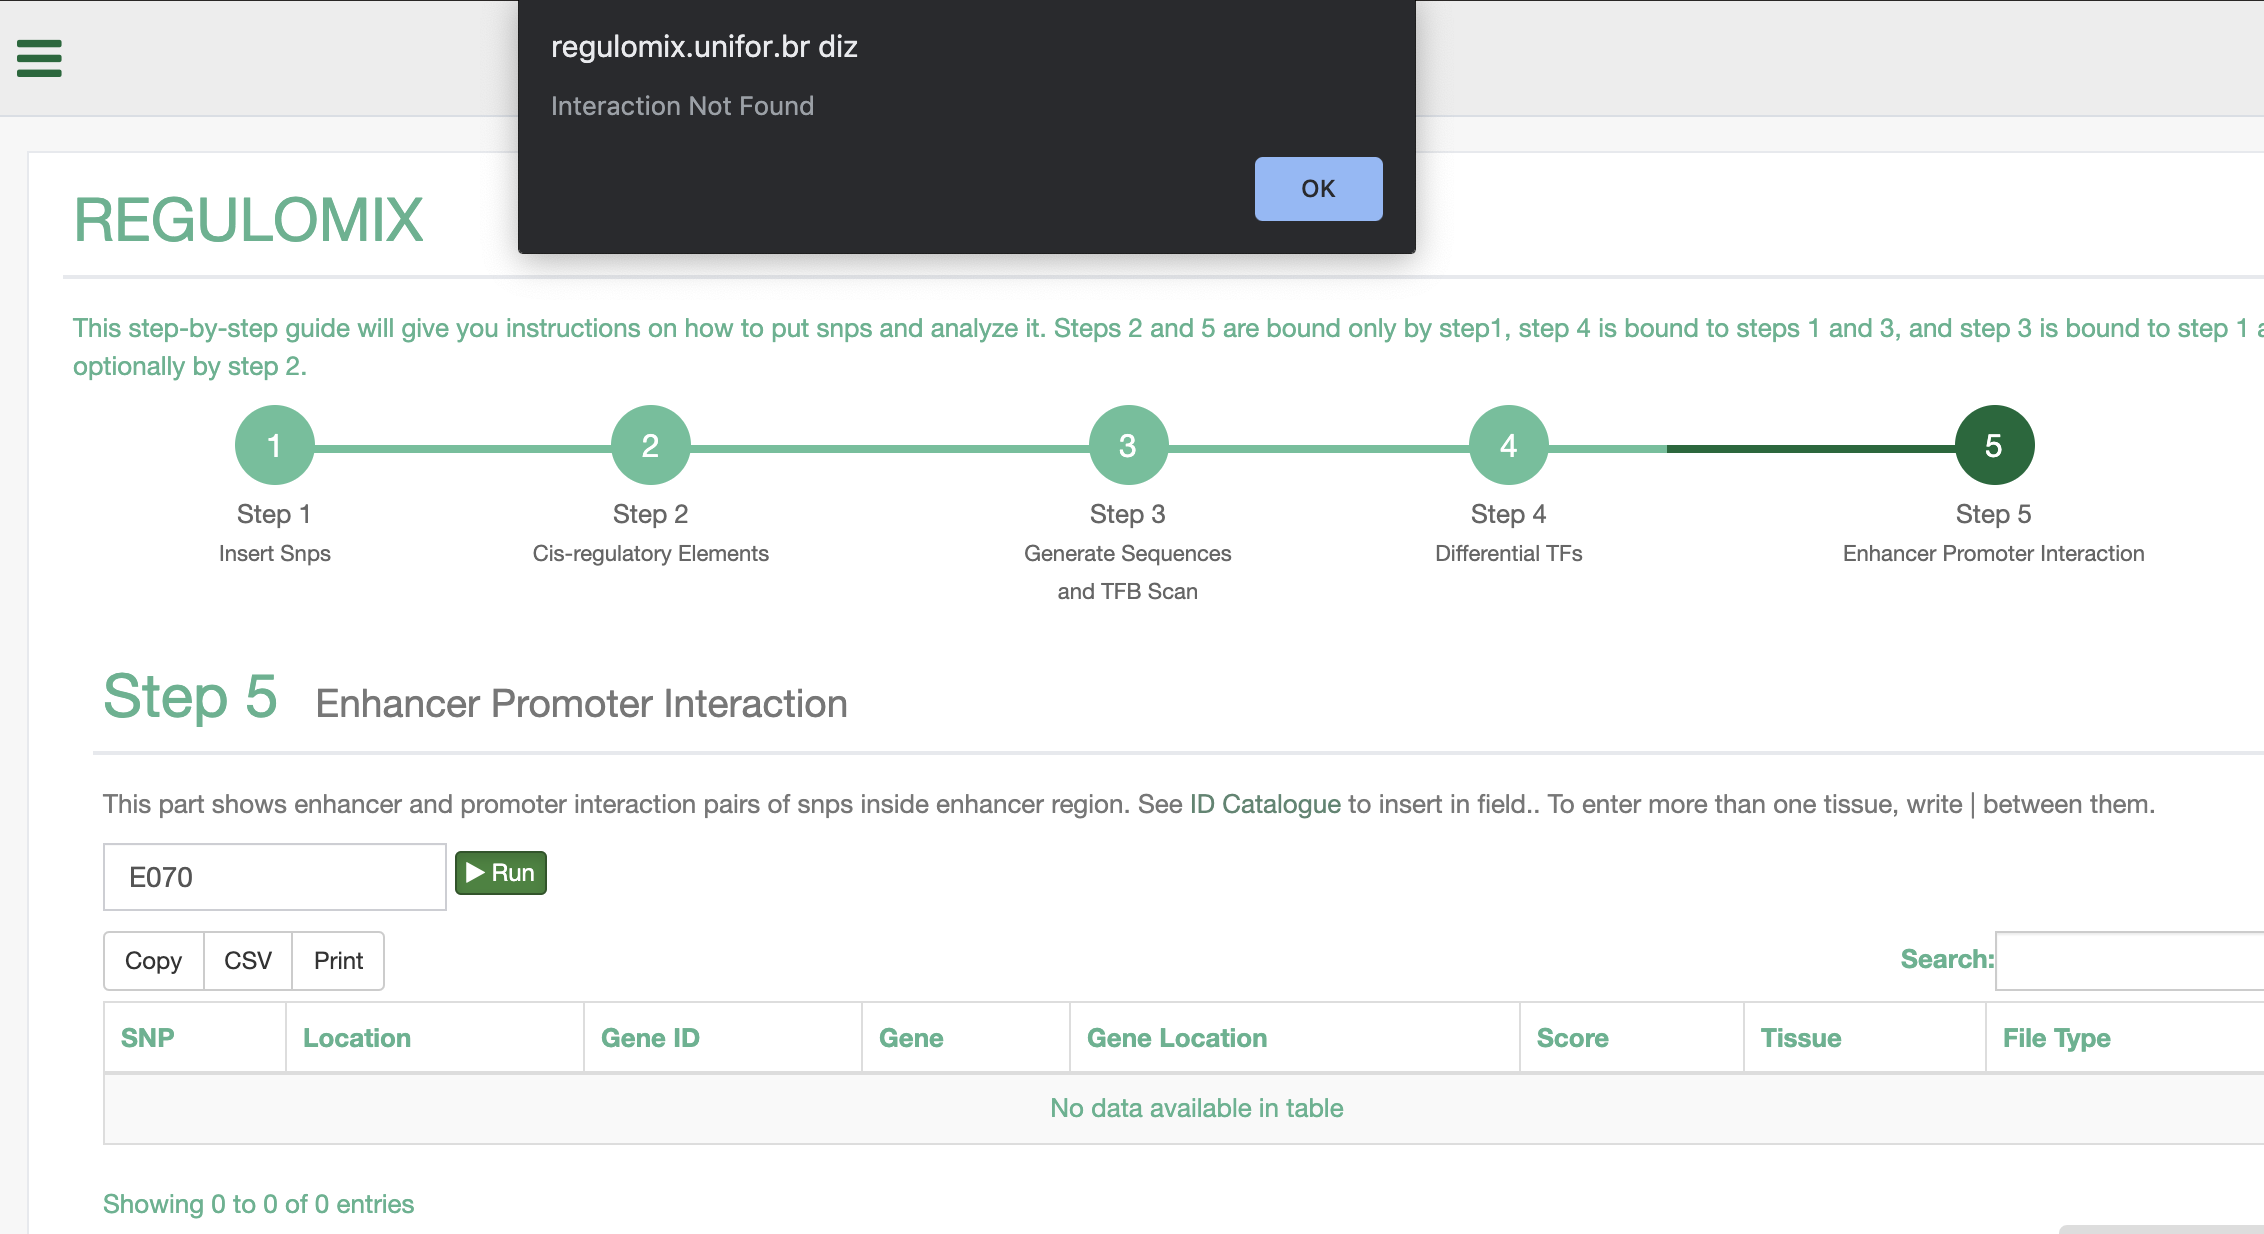 regulomix.unifor.br diz
Interaction Not Found
OK
REGULOMIX
This step-by-step guide will give you instructions on how to put snps and analyze it. Steps 2 and 5 are bound only by step1, step 4 is bound to steps 1 and 3, and step 3 is bound to step 1
optionally by step 2.
1 2 3 4 5
Step 1 Step 2 Step 3 Step 4 Step 5
Insert Snps Cis-regulatory Elements Generate Sequences Differential TFs Enhancer Promoter Interaction
and TFB Scan
Step 5 Enhancer Promoter Interaction
This part shows enhancer and promoter interaction pairs of snps inside enhancer region. See ID Catalogue to insert in field.. To enter more than one tissue, write | between them.
E070 Run
Copy CSV Print Search:
SNP Location Gene ID Gene Gene Location Score Tissue File Type
No data available in table
Showing 0 to 0 of 0 entries